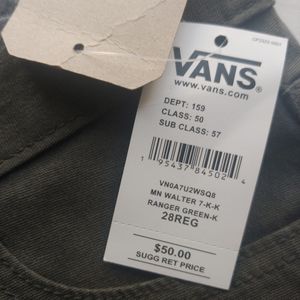 VANS
www.vans.com
DEPT: 159
CLASS: 50
SUB CLASS: 57
1 95437 84502 4
VN0A7U2WSQ8
MN WALTER 7-K-K
RANGER GREEN-K
28REG
$50.00
SUGG RET PRICE